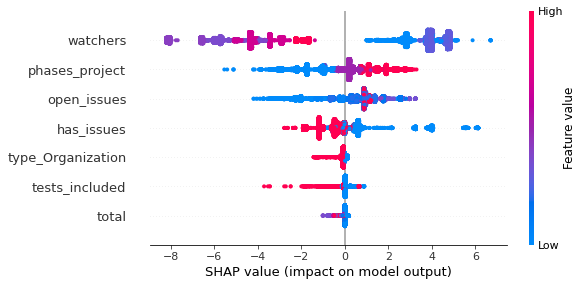 High
watchers
phases_project
open_issues
has_issues
type_Organization
tests_included
total
Low
−8 −6 −4 −2 0 2 4 6
SHAP value (impact on model output)
Feature value